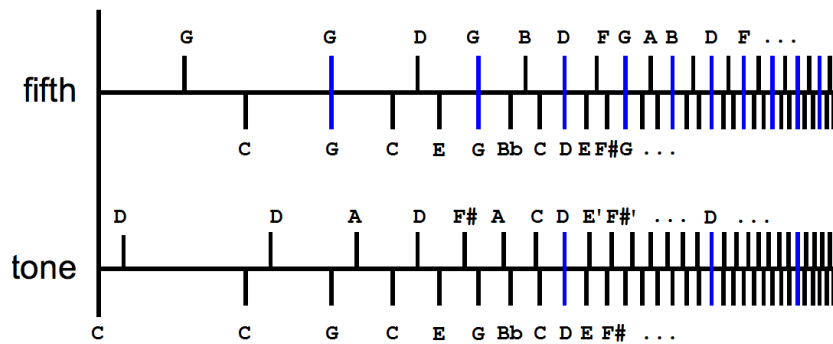 G G D G B D F G A B D F ...
fifth
C G C E G Bb C D E F# G ...
D D A D F# A C D E' F#' ... D ...
tone
C C G C E G Bb C D E F# ...